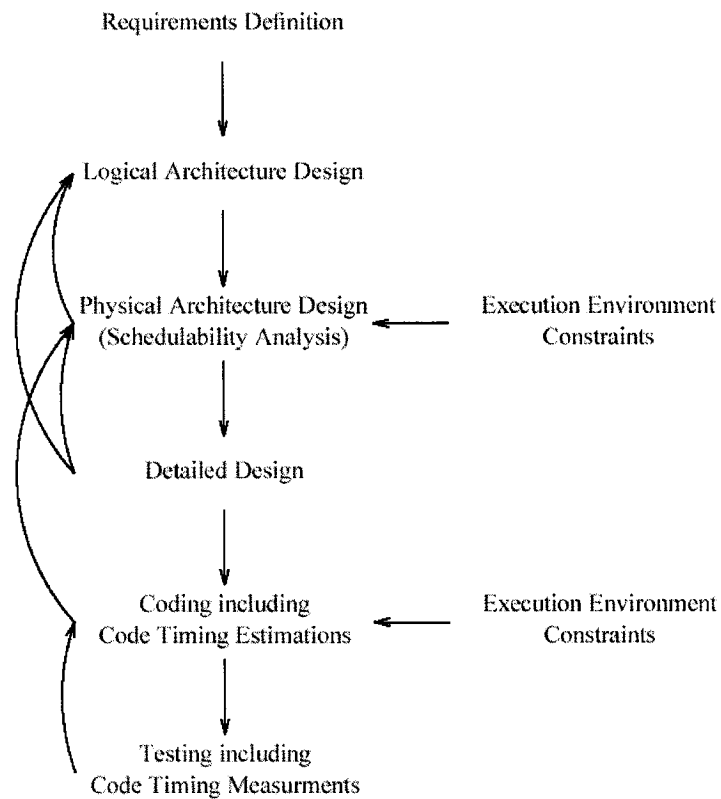 Requirements Definition
Logical Architecture Design
Physical Architecture Design
(Schedulability Analysis)
Execution Environment
Constraints
Detailed Design
Coding including
Code Timing Estimations
Execution Environment
Constraints
Testing including
Code Timing Measurments